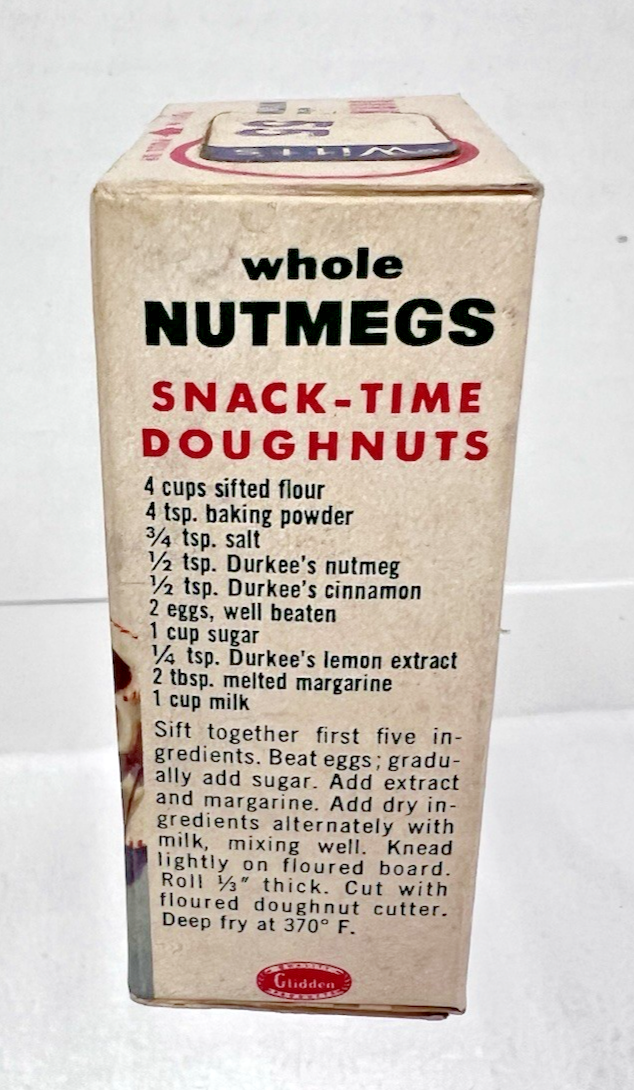 55
whole
NUTMEGS
SNACK-TIME
DOUGHNUTS
4 cups sifted flour
4 tsp. baking powder
¾ tsp. salt
½ tsp. Durkee's nutmeg
½ tsp. Durkee's cinnamon
2 eggs, well beaten
1 cup sugar
¼ tsp. Durkee's lemon extract
2 tbsp. melted margarine
1 cup milk
Sift together first five in-
gredients. Beat eggs; gradu-
ally add sugar. Add extract
and margarine. Add dry in-
gredients alternately with
milk, mixing well. Knead
lightly on floured board.
Roll ⅓" thick. Cut with
floured doughnut cutter.
Deep fry at 370° F.
Glidden